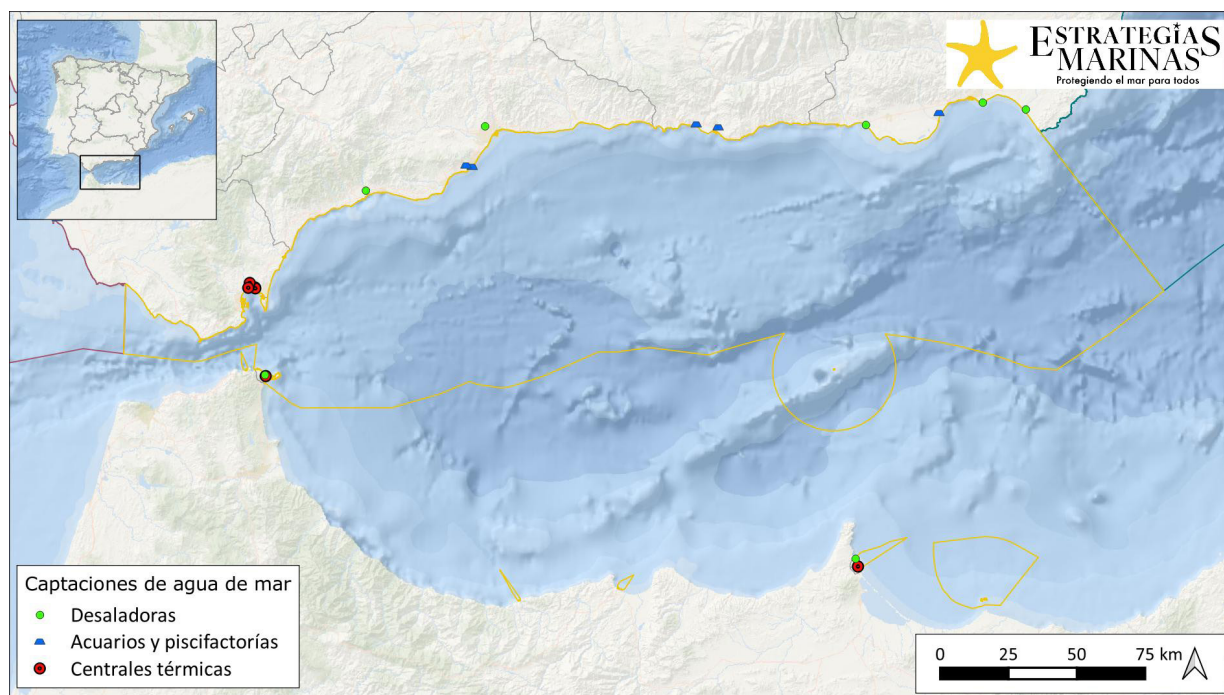 ESTRATEGIAS
MARINAS
Protegiendo el mar para todos
Captaciones de agua de mar
Desaladoras
Acuarios y piscifactorías
Centrales térmicas
0 25 50 75 km